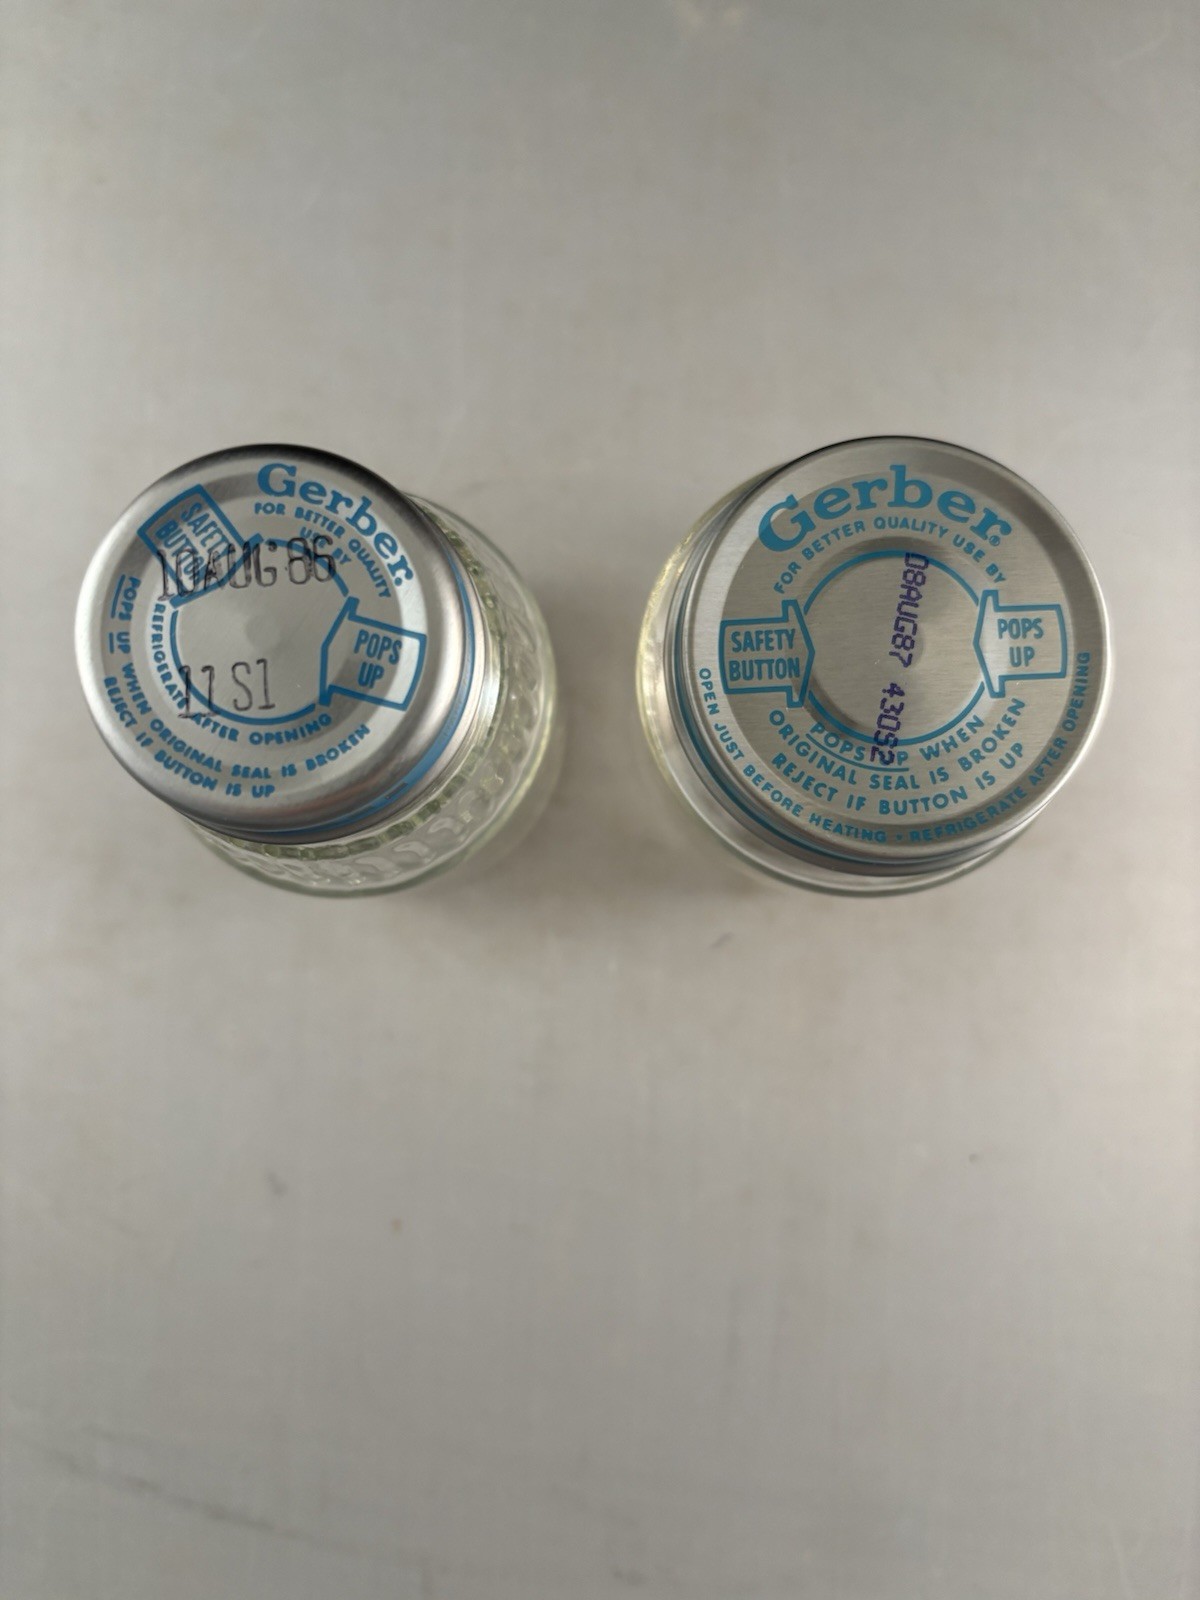 Gerber.
FOR BETTER QUALITY
USE BY
SAFETY
BUTTON
10AUG86
POPS
UP
11 S1
REFRIGERATE AFTER OPENING
POPS UP WHEN ORIGINAL SEAL IS BROKEN
REJECT IF BUTTON IS UP
Gerber®
FOR BETTER QUALITY USE BY
08AUG87 430S2
SAFETY
BUTTON
POPS
UP
POPS UP WHEN
ORIGINAL SEAL IS BROKEN
REJECT IF BUTTON IS UP
OPEN JUST BEFORE HEATING • REFRIGERATE AFTER OPENING